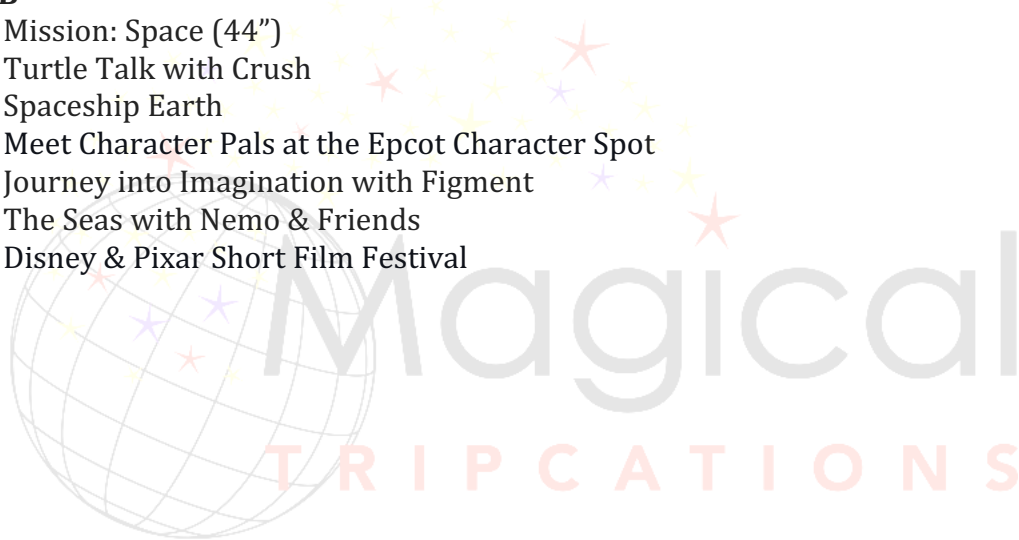 B
Mission: Space (44”)
Turtle Talk with Crush
Spaceship Earth
Meet Character Pals at the Epcot Character Spot
Journey into Imagination with Figment
The Seas with Nemo & Friends
Disney & Pixar Short Film Festival
Magical
TRIPCATIONS